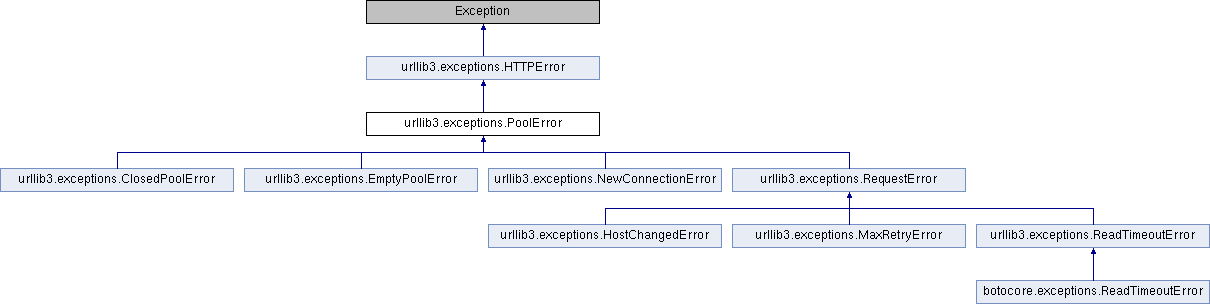 Exception
urllib3.exceptions.HTTPError
urllib3.exceptions.PoolError
urllib3.exceptions.ClosedPoolError
urllib3.exceptions.EmptyPoolError
urllib3.exceptions.NewConnectionError
urllib3.exceptions.RequestError
urllib3.exceptions.HostChangedError
urllib3.exceptions.MaxRetryError
urllib3.exceptions.ReadTimeoutError
botocore.exceptions.ReadTimeoutError